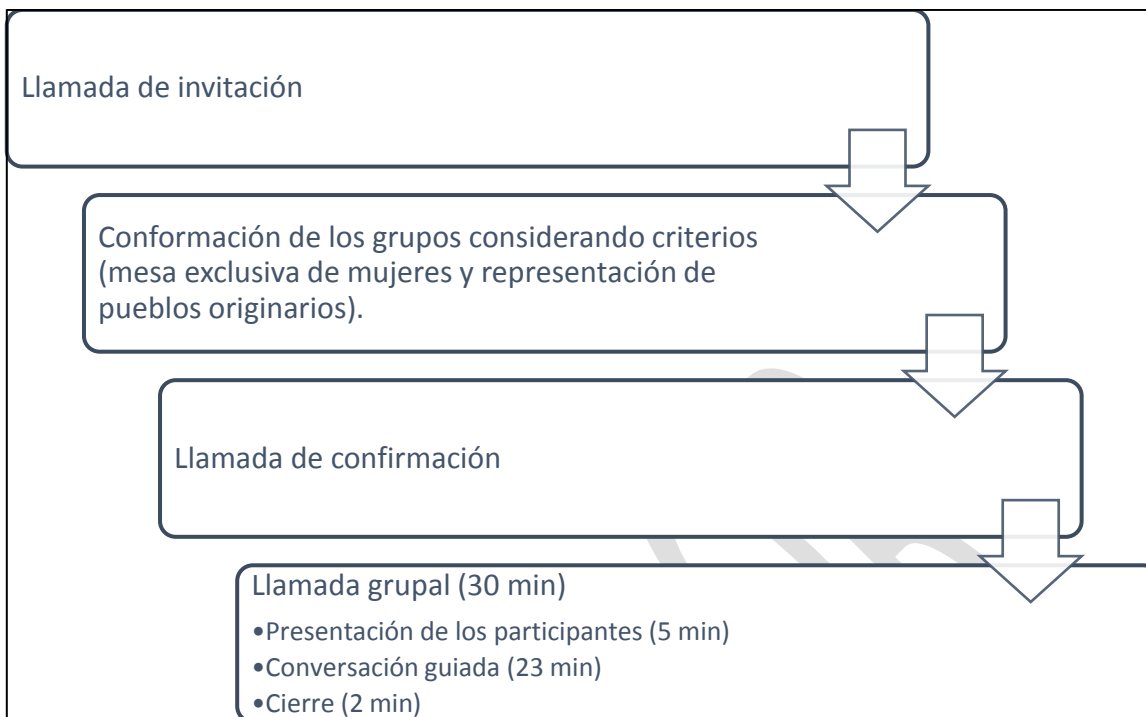 Llamada de invitación
Conformación de los grupos considerando criterios
(mesa exclusiva de mujeres y representación de
pueblos originarios).
Llamada de confirmación
Llamada grupal (30 min)
•Presentación de los participantes (5 min)
•Conversación guiada (23 min)
•Cierre (2 min)